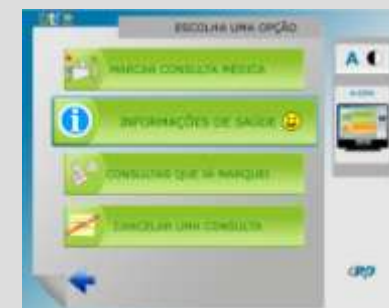 ESCOLHA UMA OPÇÃO
MARCAR CONSULTA MÉDICA
INFORMAÇÕES DE SAÚDE
CONSULTAS QUE JÁ MARQUEI
CANCELAR UMA CONSULTA
A